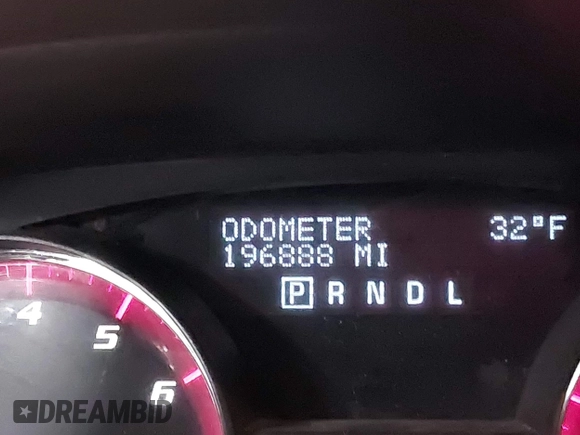 ODOMETER 32°F
196888 MI
P R N D L
4
5
6
DREAMBID